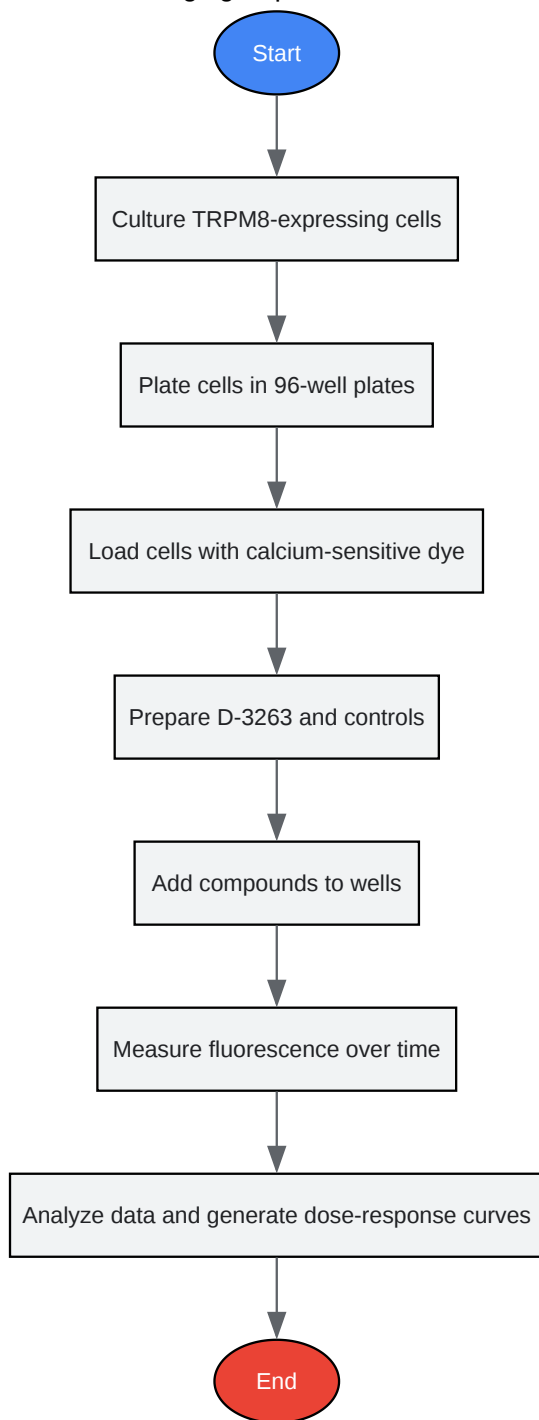 Start
Culture TRPM8-expressing cells
Plate cells in 96-well plates
Load cells with calcium-sensitive dye
Prepare D-3263 and controls
Add compounds to wells
Measure fluorescence over time
Analyze data and generate dose-response curves
End